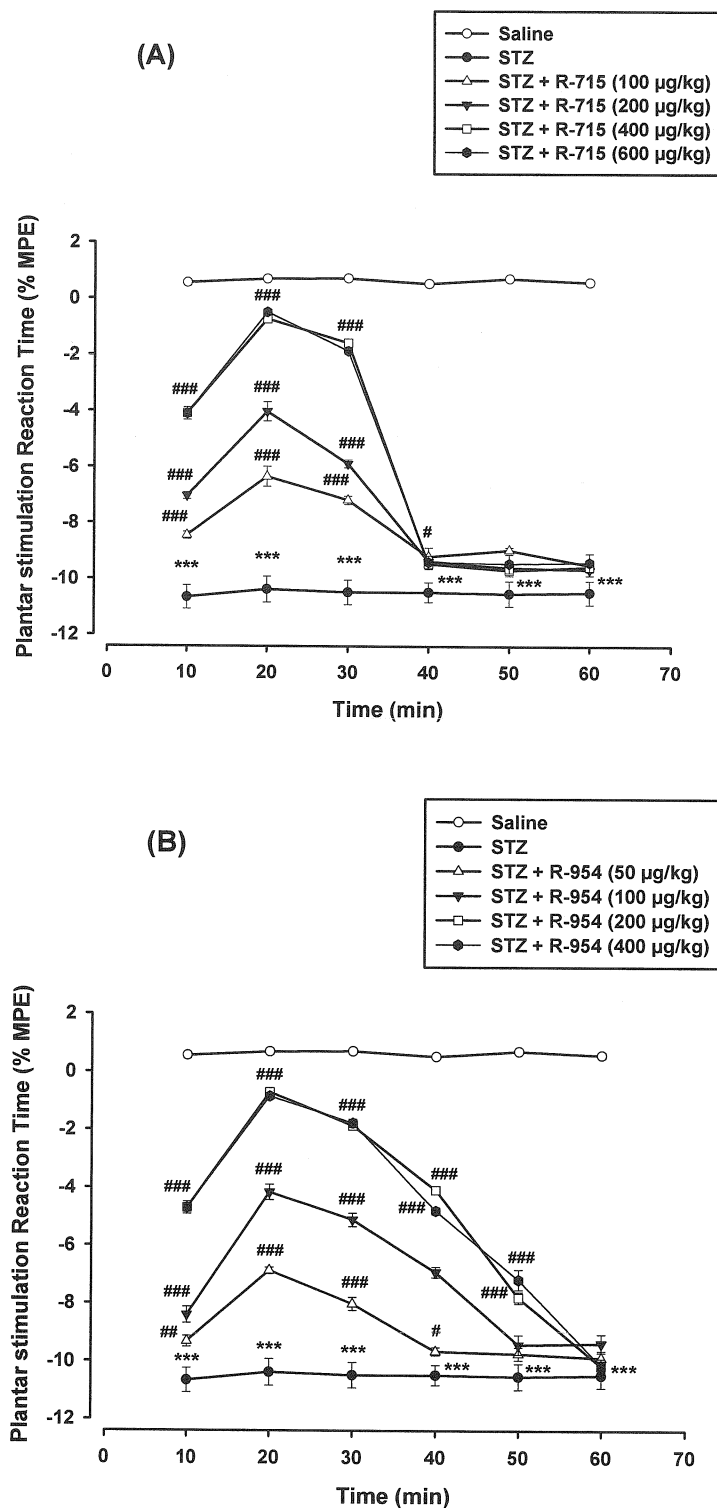 (A)
Saline
STZ
STZ + R-715 (100 µg/kg)
STZ + R-715 (200 µg/kg)
STZ + R-715 (400 µg/kg)
STZ + R-715 (600 µg/kg)
Plantar stimulation Reaction Time (% MPE)
2
0
-2
-4
-6
-8
-10
-12
###
###
###
###
###
###
###
###
###
#
***
***
***
***
***
***
0 10 20 30 40 50 60 70
Time (min)
(B)
Saline
STZ
STZ + R-954 (50 µg/kg)
STZ + R-954 (100 µg/kg)
STZ + R-954 (200 µg/kg)
STZ + R-954 (400 µg/kg)
Plantar stimulation Reaction Time (% MPE)
2
0
-2
-4
-6
-8
-10
-12
###
###
###
###
###
###
###
###
###
###
###
###
##
#
***
***
***
***
***
***
0 10 20 30 40 50 60 70
Time (min)